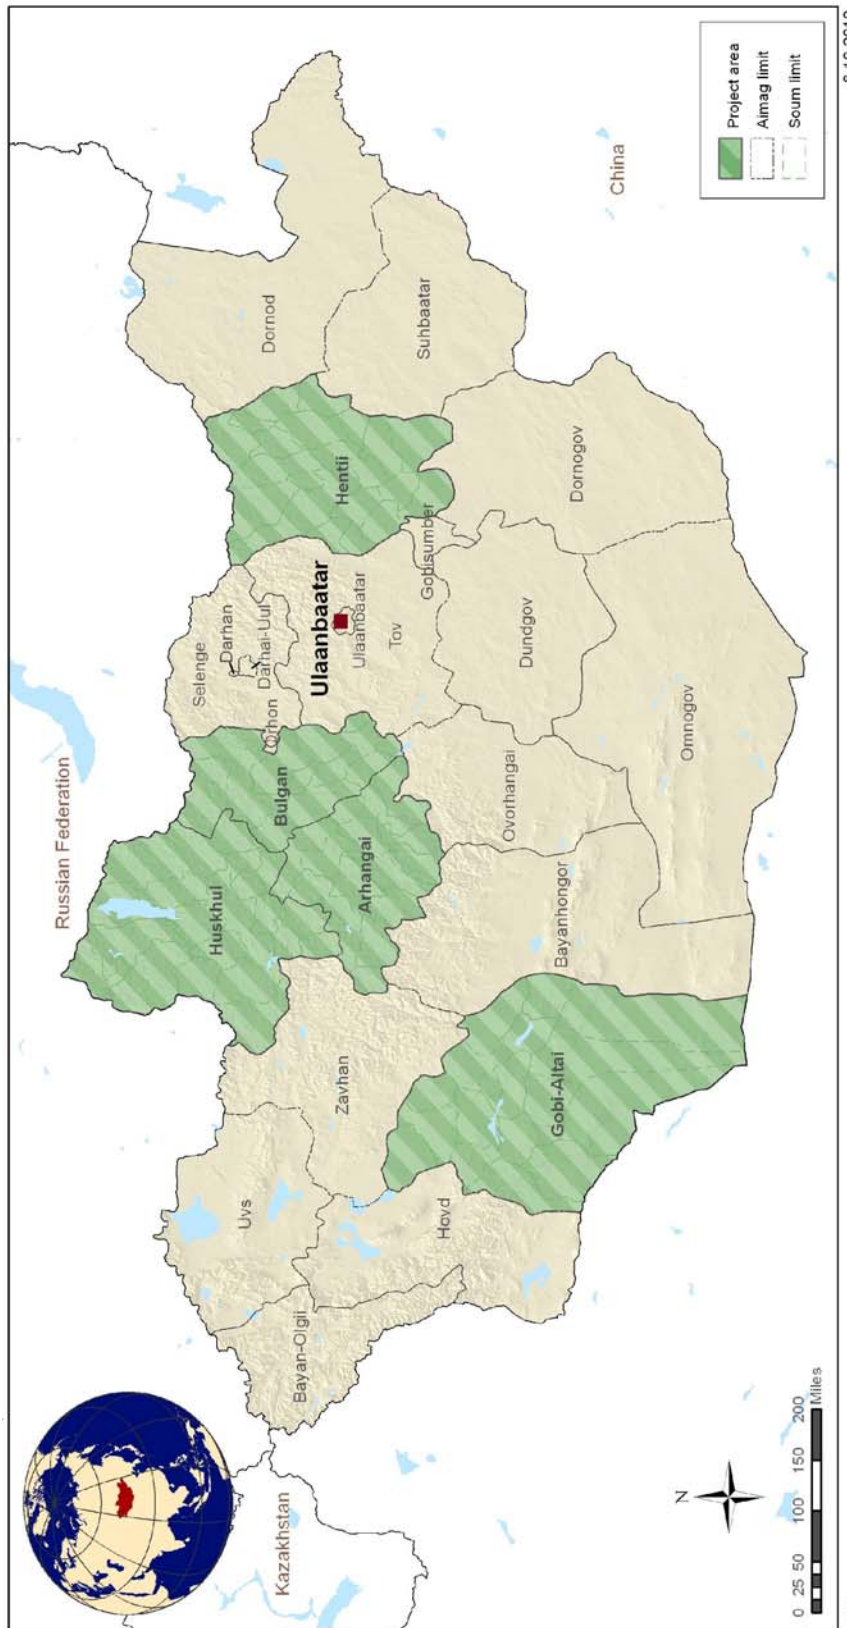 Russian Federation
Kazakhstan
China
Huskhul
Uvs
Bayan-Olgii
Zavhan
Hovd
Bulgan
Arhangai
Selenge
Darhan
Darhai-Uul
Orhon
Ulaanbaatar
Ulaanbaatar
Tov
Hentii
Dornod
Suhbaatar
Gobisumber
Gobi-Altai
Bayanhongor
Ovorhangai
Dundgov
Dornogov
Omnogov
N
0 25 50 100 150 200
Miles
Project area
Aimag limit
Soum limit